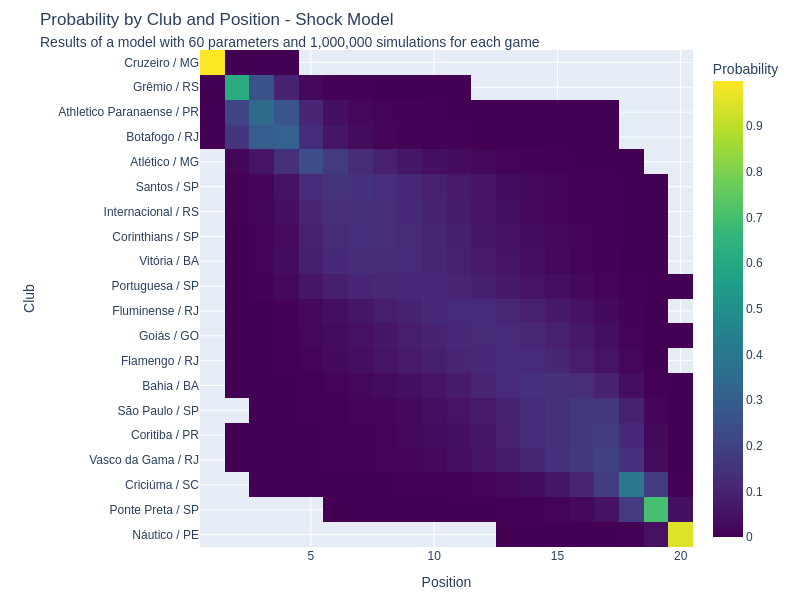 Probability by Club and Position - Shock Model
Results of a model with 60 parameters and 1,000,000 simulations for each game
Probability
Club
Cruzeiro / MG
Grêmio / RS
Athletico Paranaense / PR
Botafogo / RJ
Atlético / MG
Santos / SP
Internacional / RS
Corinthians / SP
Vitória / BA
Portuguesa / SP
Fluminense / RJ
Goiás / GO
Flamengo / RJ
Bahia / BA
São Paulo / SP
Coritiba / PR
Vasco da Gama / RJ
Criciúma / SC
Ponte Preta / SP
Náutico / PE
0.9
0.8
0.7
0.6
0.5
0.4
0.3
0.2
0.1
0
5
10
15
20
Position